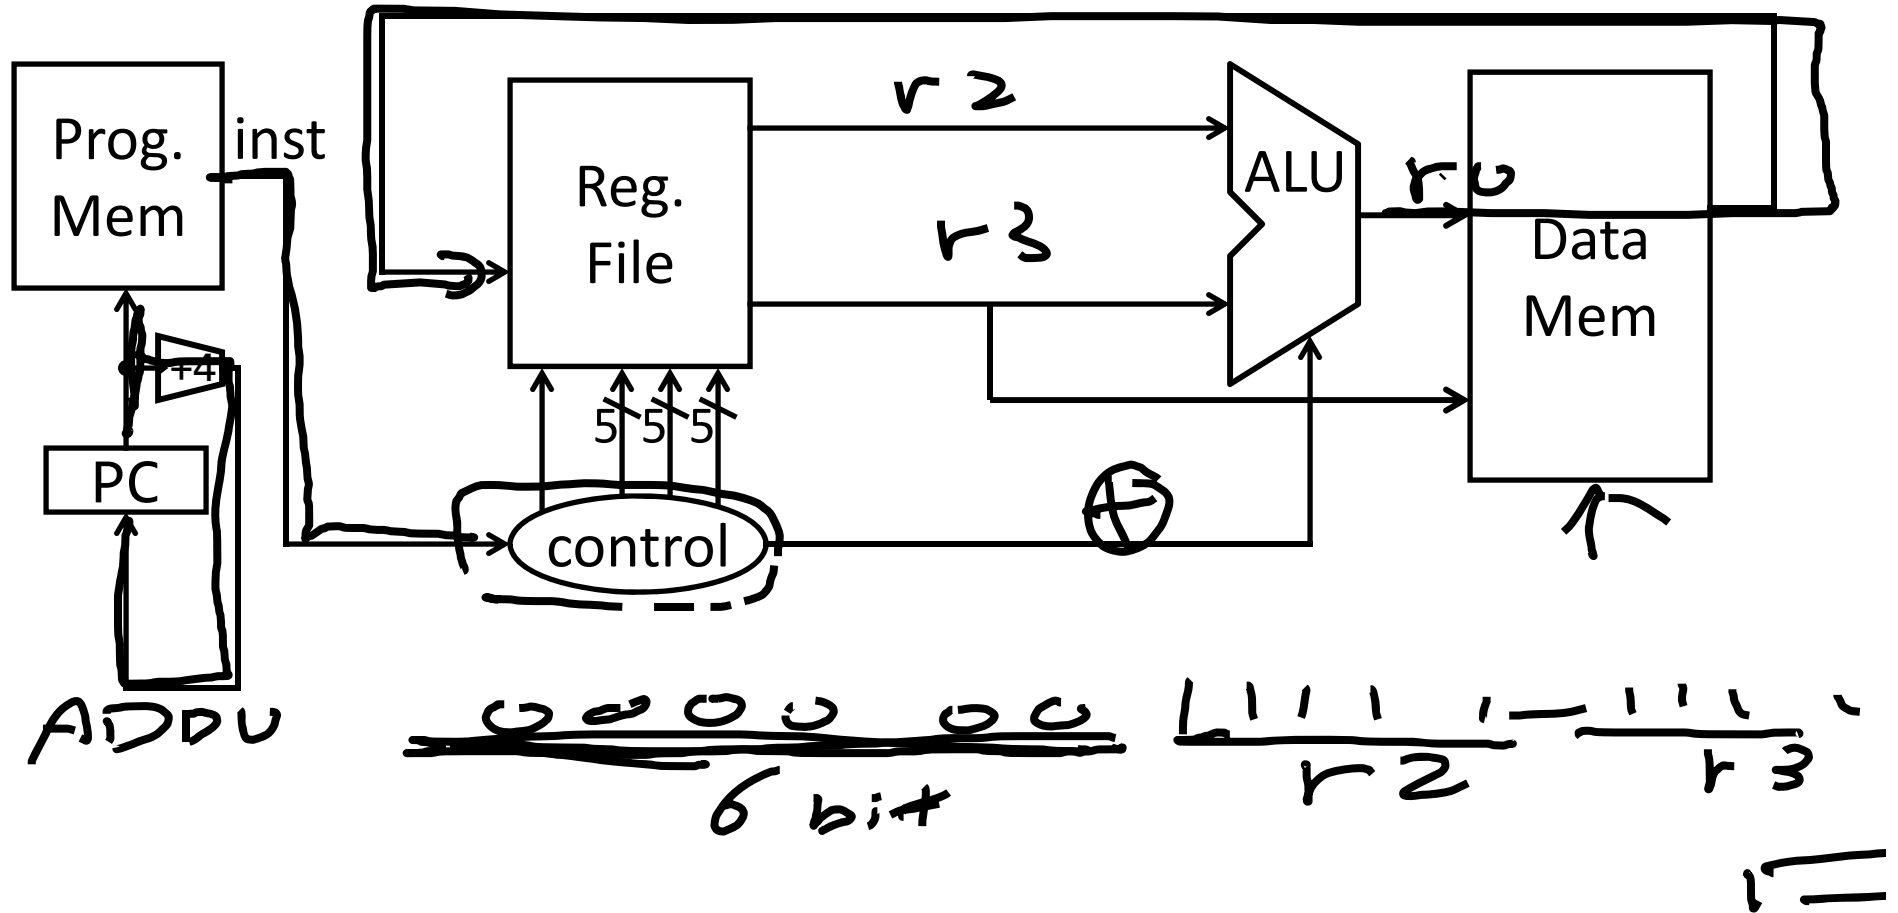 r2
Prog.
Mem
inst
Reg.
File
ALU
r0
r3
Data
Mem
+4
5 5 5
PC
control
+
ADDU 000000
r2 r3
6 bit